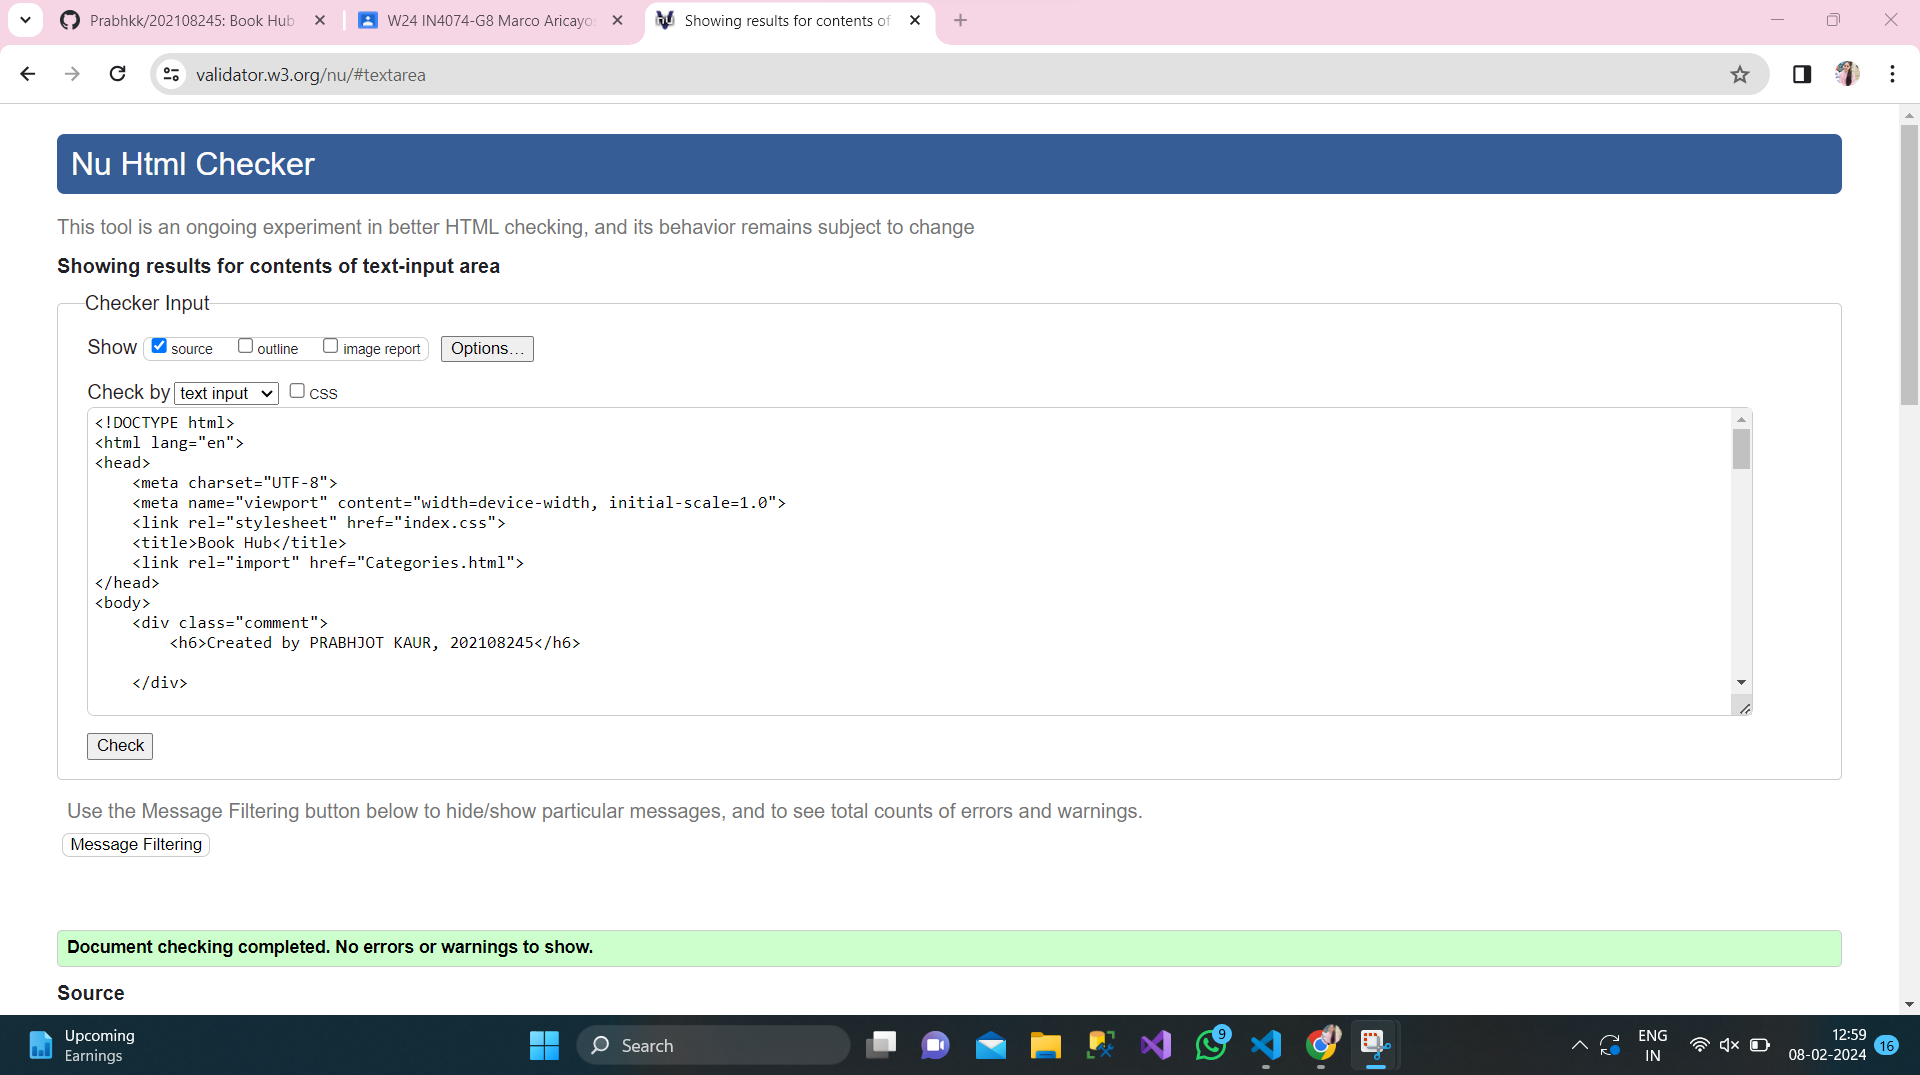 Prabhkk/202108245: Book Hub
W24 IN4074-G8 Marco Aricayos
Showing results for contents of
validator.w3.org/nu/#textarea
Nu Html Checker
This tool is an ongoing experiment in better HTML checking, and its behavior remains subject to change
Showing results for contents of text-input area
Checker Input
Show source outline image report Options…
Check by text input CSS
<!DOCTYPE html>
<html lang="en">
<head>
    <meta charset="UTF-8">
    <meta name="viewport" content="width=device-width, initial-scale=1.0">
    <link rel="stylesheet" href="index.css">
    <title>Book Hub</title>
    <link rel="import" href="Categories.html">
</head>
<body>
    <div class="comment">
        <h6>Created by PRABHJOT KAUR, 202108245</h6>
    </div>
Check
Use the Message Filtering button below to hide/show particular messages, and to see total counts of errors and warnings.
Message Filtering
Document checking completed. No errors or warnings to show.
Source
Upcoming
Earnings
Search
9
ENG
IN
12:59
08-02-2024
16